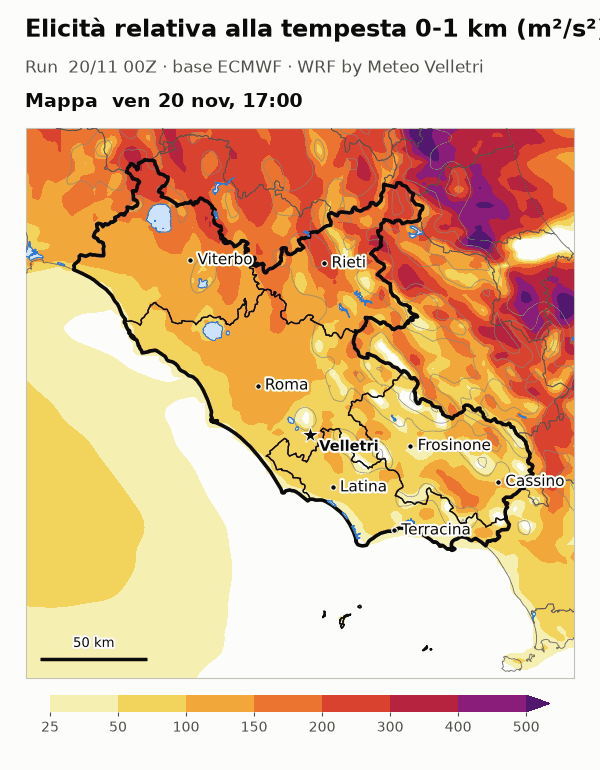 Elicità relativa alla tempesta 0-1 km (m²/s²)
Run  20/11 00Z · base ECMWF · WRF by Meteo Velletri
Mappa  ven 20 nov, 17:00
Viterbo
Rieti
Roma
Velletri
Frosinone
Cassino
Latina
Terracina
50 km
25 50 100 150 200 300 400 500